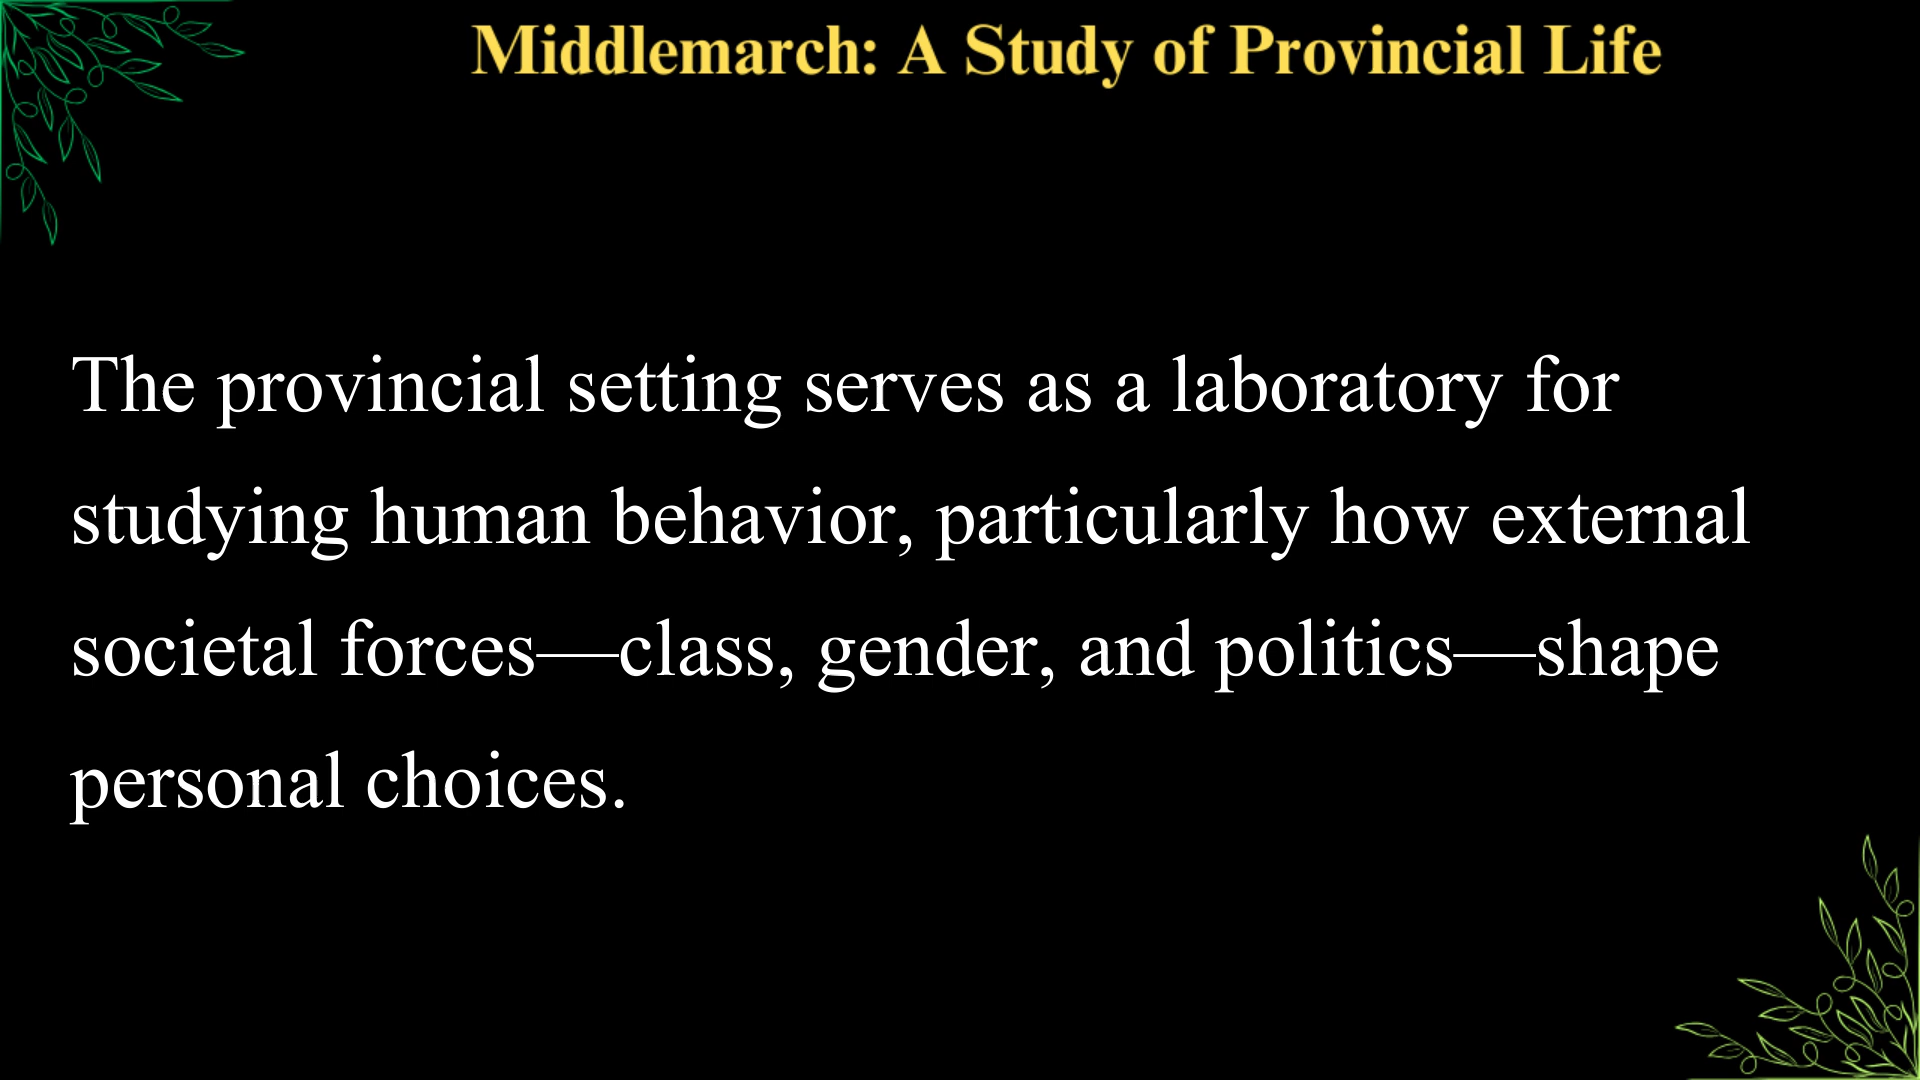 Middlemarch: A Study of Provincial Life
The provincial setting serves as a laboratory for
studying human behavior, particularly how external
societal forces—class, gender, and politics—shape
personal choices.